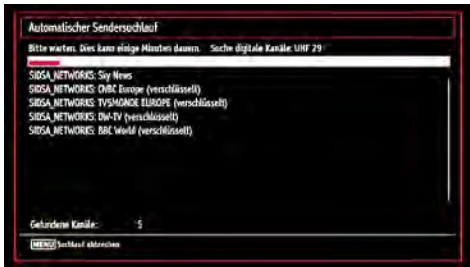 Automatischer Sendersuchlauf
Bitte warten. Dies kann einige Minuten dauern. Suche digitale Kanäle: UHF 29
SIDSA_NETWORKS: Sky News
SIDSA_NETWORKS: CNBC Europe (verschlüsselt)
SIDSA_NETWORKS: TV5MONDE EUROPE (verschlüsselt)
SIDSA_NETWORKS: DW-TV (verschlüsselt)
SIDSA_NETWORKS: BBC World (verschlüsselt)
Gefundene Kanäle: 5
MENU Suchlauf abbrechen